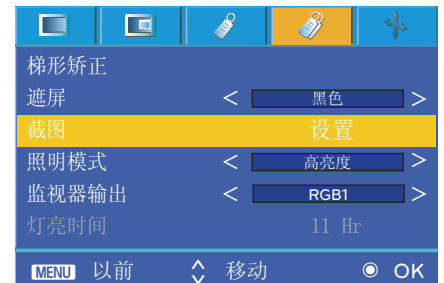 梯形矫正
遮屏 < 黑色 >
截图 设置
照明模式 < 高亮度 >
监视器输出 < RGB1 >
灯亮时间 11 Hr
MENU 以前 移动 OK